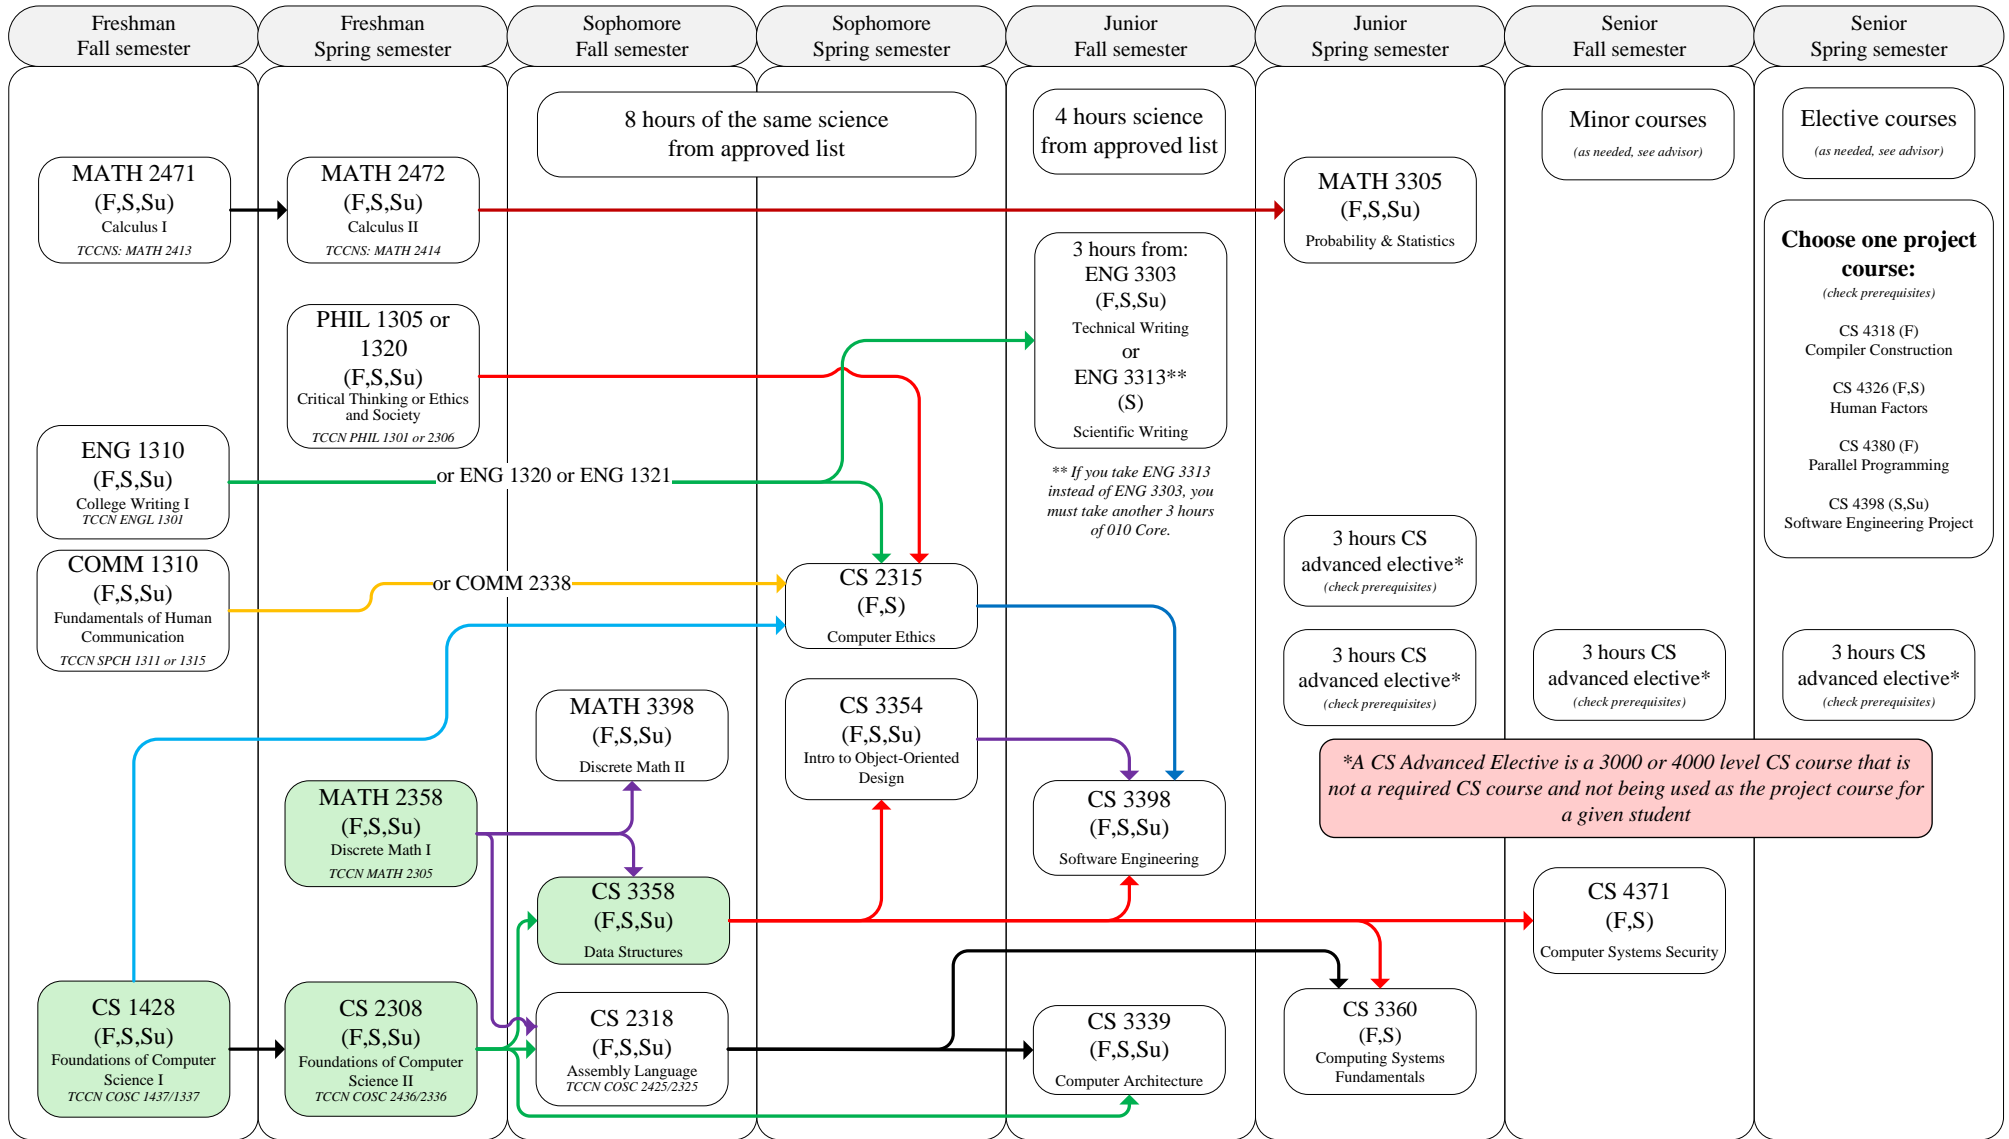 Freshman
Fall semester
Freshman
Spring semester
Sophomore
Fall semester
Sophomore
Spring semester
Junior
Fall semester
Junior
Spring semester
Senior
Fall semester
Senior
Spring semester
MATH 2471
(F,S,Su)
Calculus I
TCCNS: MATH 2413
ENG 1310
(F,S,Su)
College Writing I
TCCN ENGL 1301
COMM 1310
(F,S,Su)
Fundamentals of Human
Communication
TCCN SPCH 1311 or 1315
CS 1428
(F,S,Su)
Foundations of Computer
Science I
TCCN COSC 1437/1337
MATH 2472
(F,S,Su)
Calculus II
TCCNS: MATH 2414
PHIL 1305 or
1320
(F,S,Su)
Critical Thinking or Ethics
and Society
TCCN PHIL 1301 or 2306
MATH 2358
(F,S,Su)
Discrete Math I
TCCN MATH 2305
CS 2308
(F,S,Su)
Foundations of Computer
Science II
TCCN COSC 2436/2336
8 hours of the same science
from approved list
or ENG 1320 or ENG 1321
or COMM 2338
MATH 3398
(F,S,Su)
Discrete Math II
CS 3358
(F,S,Su)
Data Structures
CS 2318
(F,S,Su)
Assembly Language
TCCN COSC 2425/2325
CS 2315
(F,S)
Computer Ethics
CS 3354
(F,S,Su)
Intro to Object-Oriented
Design
4 hours science
from approved list
3 hours from:
ENG 3303
(F,S,Su)
Technical Writing
or
ENG 3313**
(S)
Scientific Writing
** If you take ENG 3313
instead of ENG 3303, you
must take another 3 hours
of 010 Core.
CS 3398
(F,S,Su)
Software Engineering
CS 3339
(F,S,Su)
Computer Architecture
MATH 3305
(F,S,Su)
Probability & Statistics
3 hours CS
advanced elective*
(check prerequisites)
3 hours CS
advanced elective*
(check prerequisites)
CS 3360
(F,S)
Computing Systems
Fundamentals
Minor courses
(as needed, see advisor)
3 hours CS
advanced elective*
(check prerequisites)
CS 4371
(F,S)
Computer Systems Security
Elective courses
(as needed, see advisor)
Choose one project
course:
(check prerequisites)
CS 4318 (F)
Compiler Construction
CS 4326 (F,S)
Human Factors
CS 4380 (F)
Parallel Programming
CS 4398 (S,Su)
Software Engineering Project
3 hours CS
advanced elective*
(check prerequisites)
*A CS Advanced Elective is a 3000 or 4000 level CS course that is
not a required CS course and not being used as the project course for
a given student